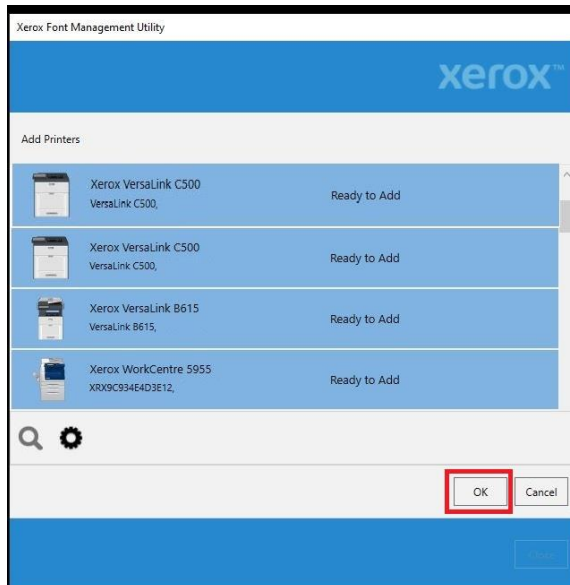 Xerox Font Management Utility
xerox™
Add Printers
Xerox VersaLink C500
VersaLink C500,
Ready to Add
Xerox VersaLink C500
VersaLink C500,
Ready to Add
Xerox VersaLink B615
VersaLink B615,
Ready to Add
Xerox WorkCentre 5955
XRX9C934E4D3E12,
Ready to Add
OK
Cancel